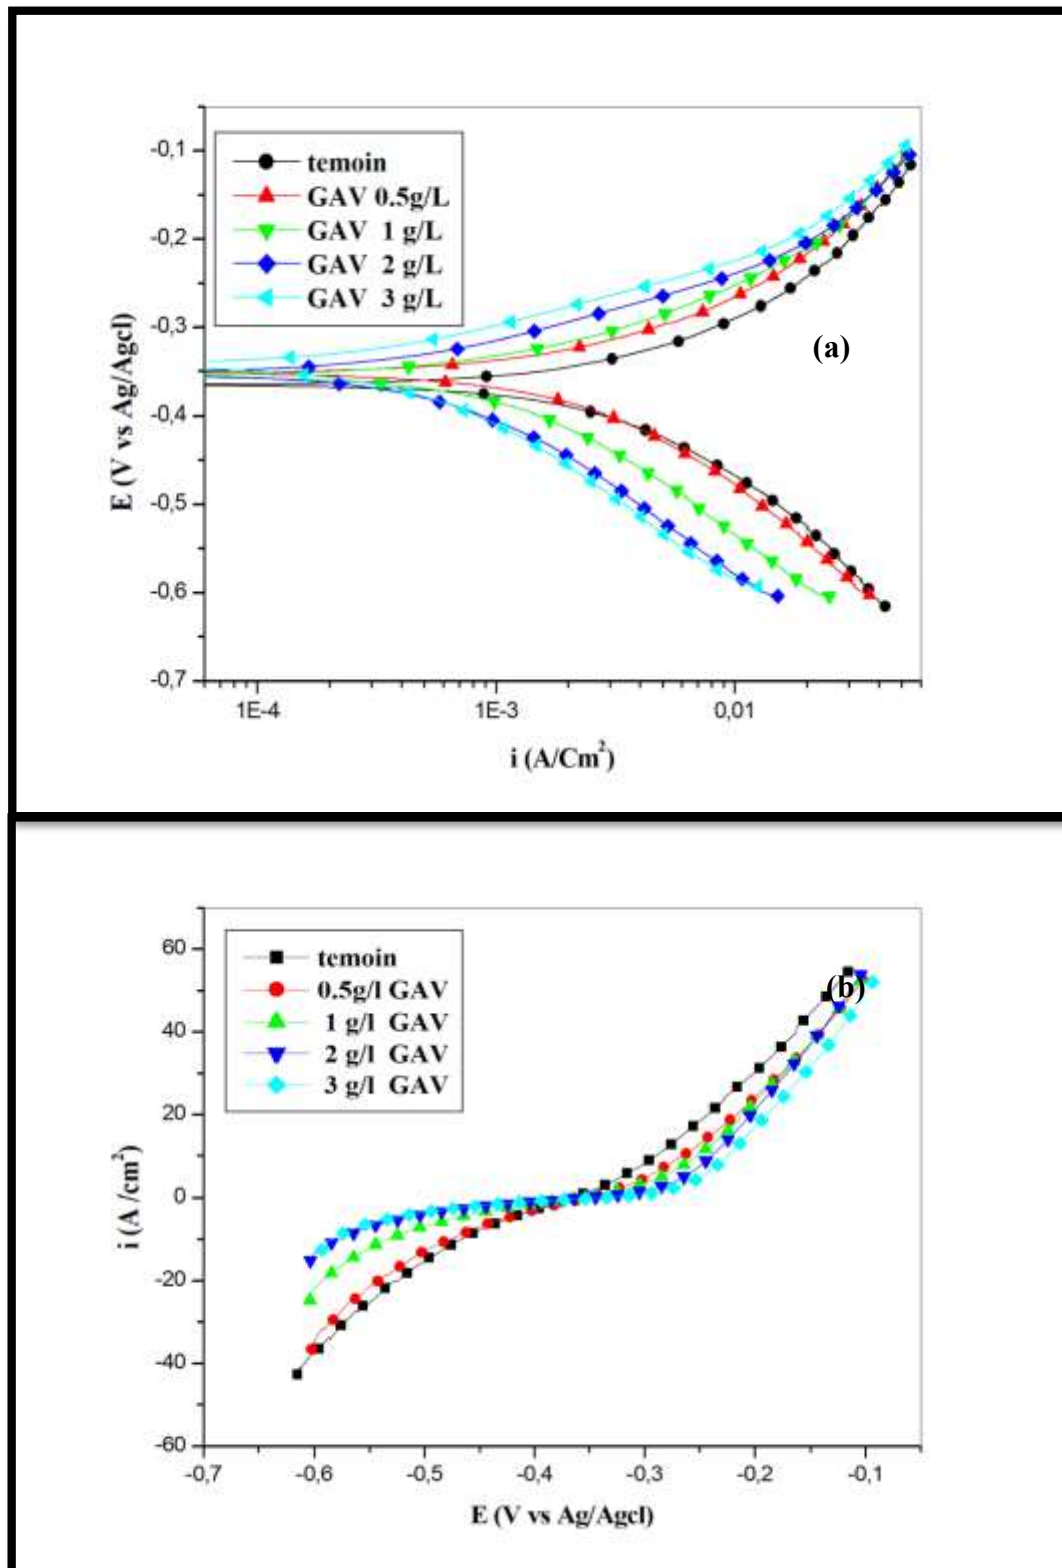 -0,1
-0,2
-0,3
-0,4
-0,5
-0,6
-0,7
E (V vs Ag/Agcl)
temoin
GAV 0.5g/L
GAV 1 g/L
GAV 2 g/L
GAV 3 g/L
(a)
1E-4 1E-3 0,01
i (A/Cm²)
60
40
20
0
-20
-40
-60
i (A /cm²)
temoin
0.5g/l GAV
1 g/l GAV
2 g/l GAV
3 g/l GAV
(b)
-0,7 -0,6 -0,5 -0,4 -0,3 -0,2 -0,1
E (V vs Ag/Agcl)